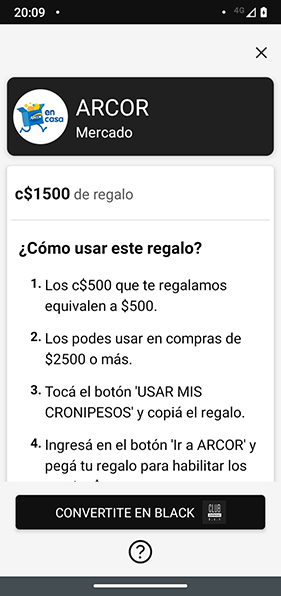 20:09
4G
en
casa
ARCOR
Mercado
c$1500 de regalo
¿Cómo usar este regalo?
1. Los c$500 que te regalamos
equivalen a $500.
2. Los podes usar en compras de
$2500 o más.
3. Tocá el botón 'USAR MIS
CRONIPESOS' y copiá el regalo.
4. Ingresá en el botón 'Ir a ARCOR' y
pegá tu regalo para habilitar los
CONVERTITE EN BLACK CLUB
?